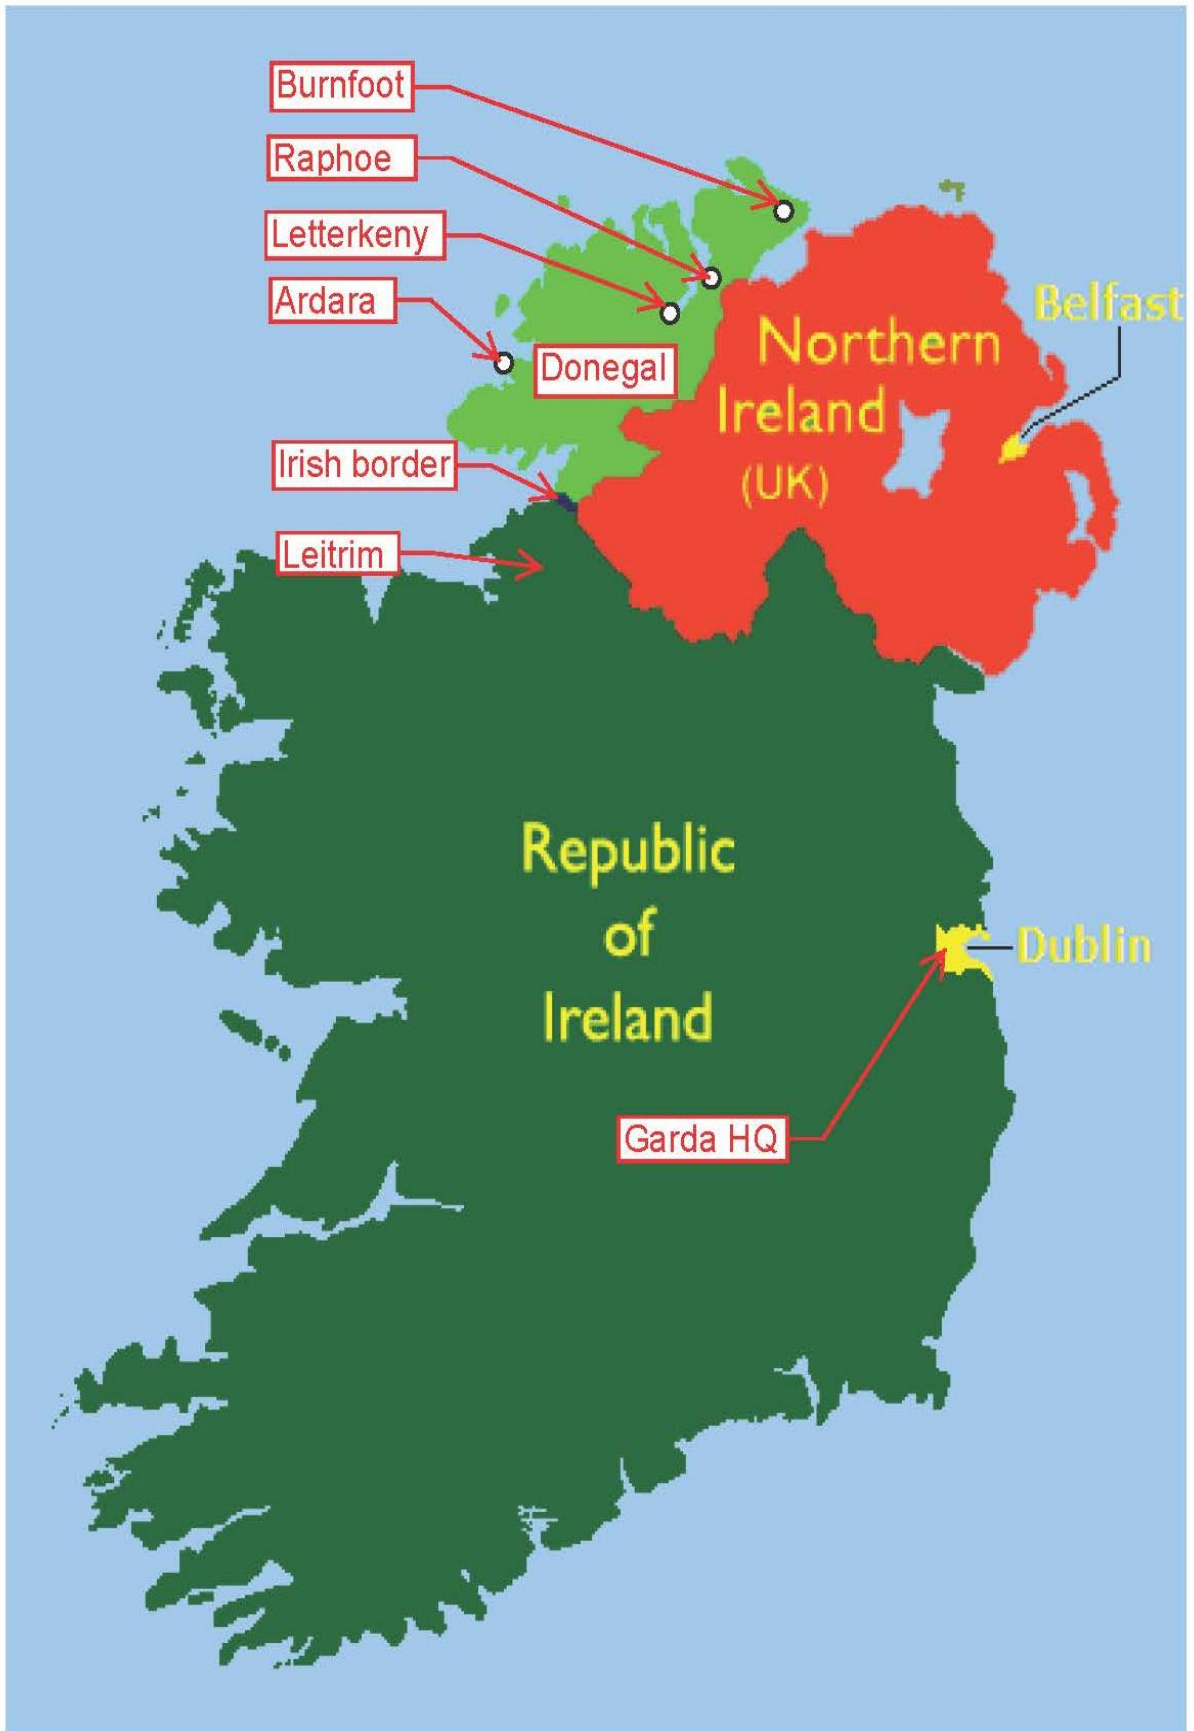 Burnfoot
Raphoe
Letterkeny
Ardara
Belfast
Northern
Ireland
(UK)
Donegal
Irish border
Leitrim
Republic
of
Ireland
Dublin
Garda HQ